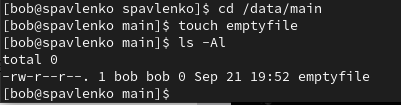 [bob@spavlenko spavlenko]$ cd /data/main
[bob@spavlenko main]$ touch emptyfile
[bob@spavlenko main]$ ls -Al
total 0
-rw-r--r--. 1 bob bob 0 Sep 21 19:52 emptyfile
[bob@spavlenko main]$